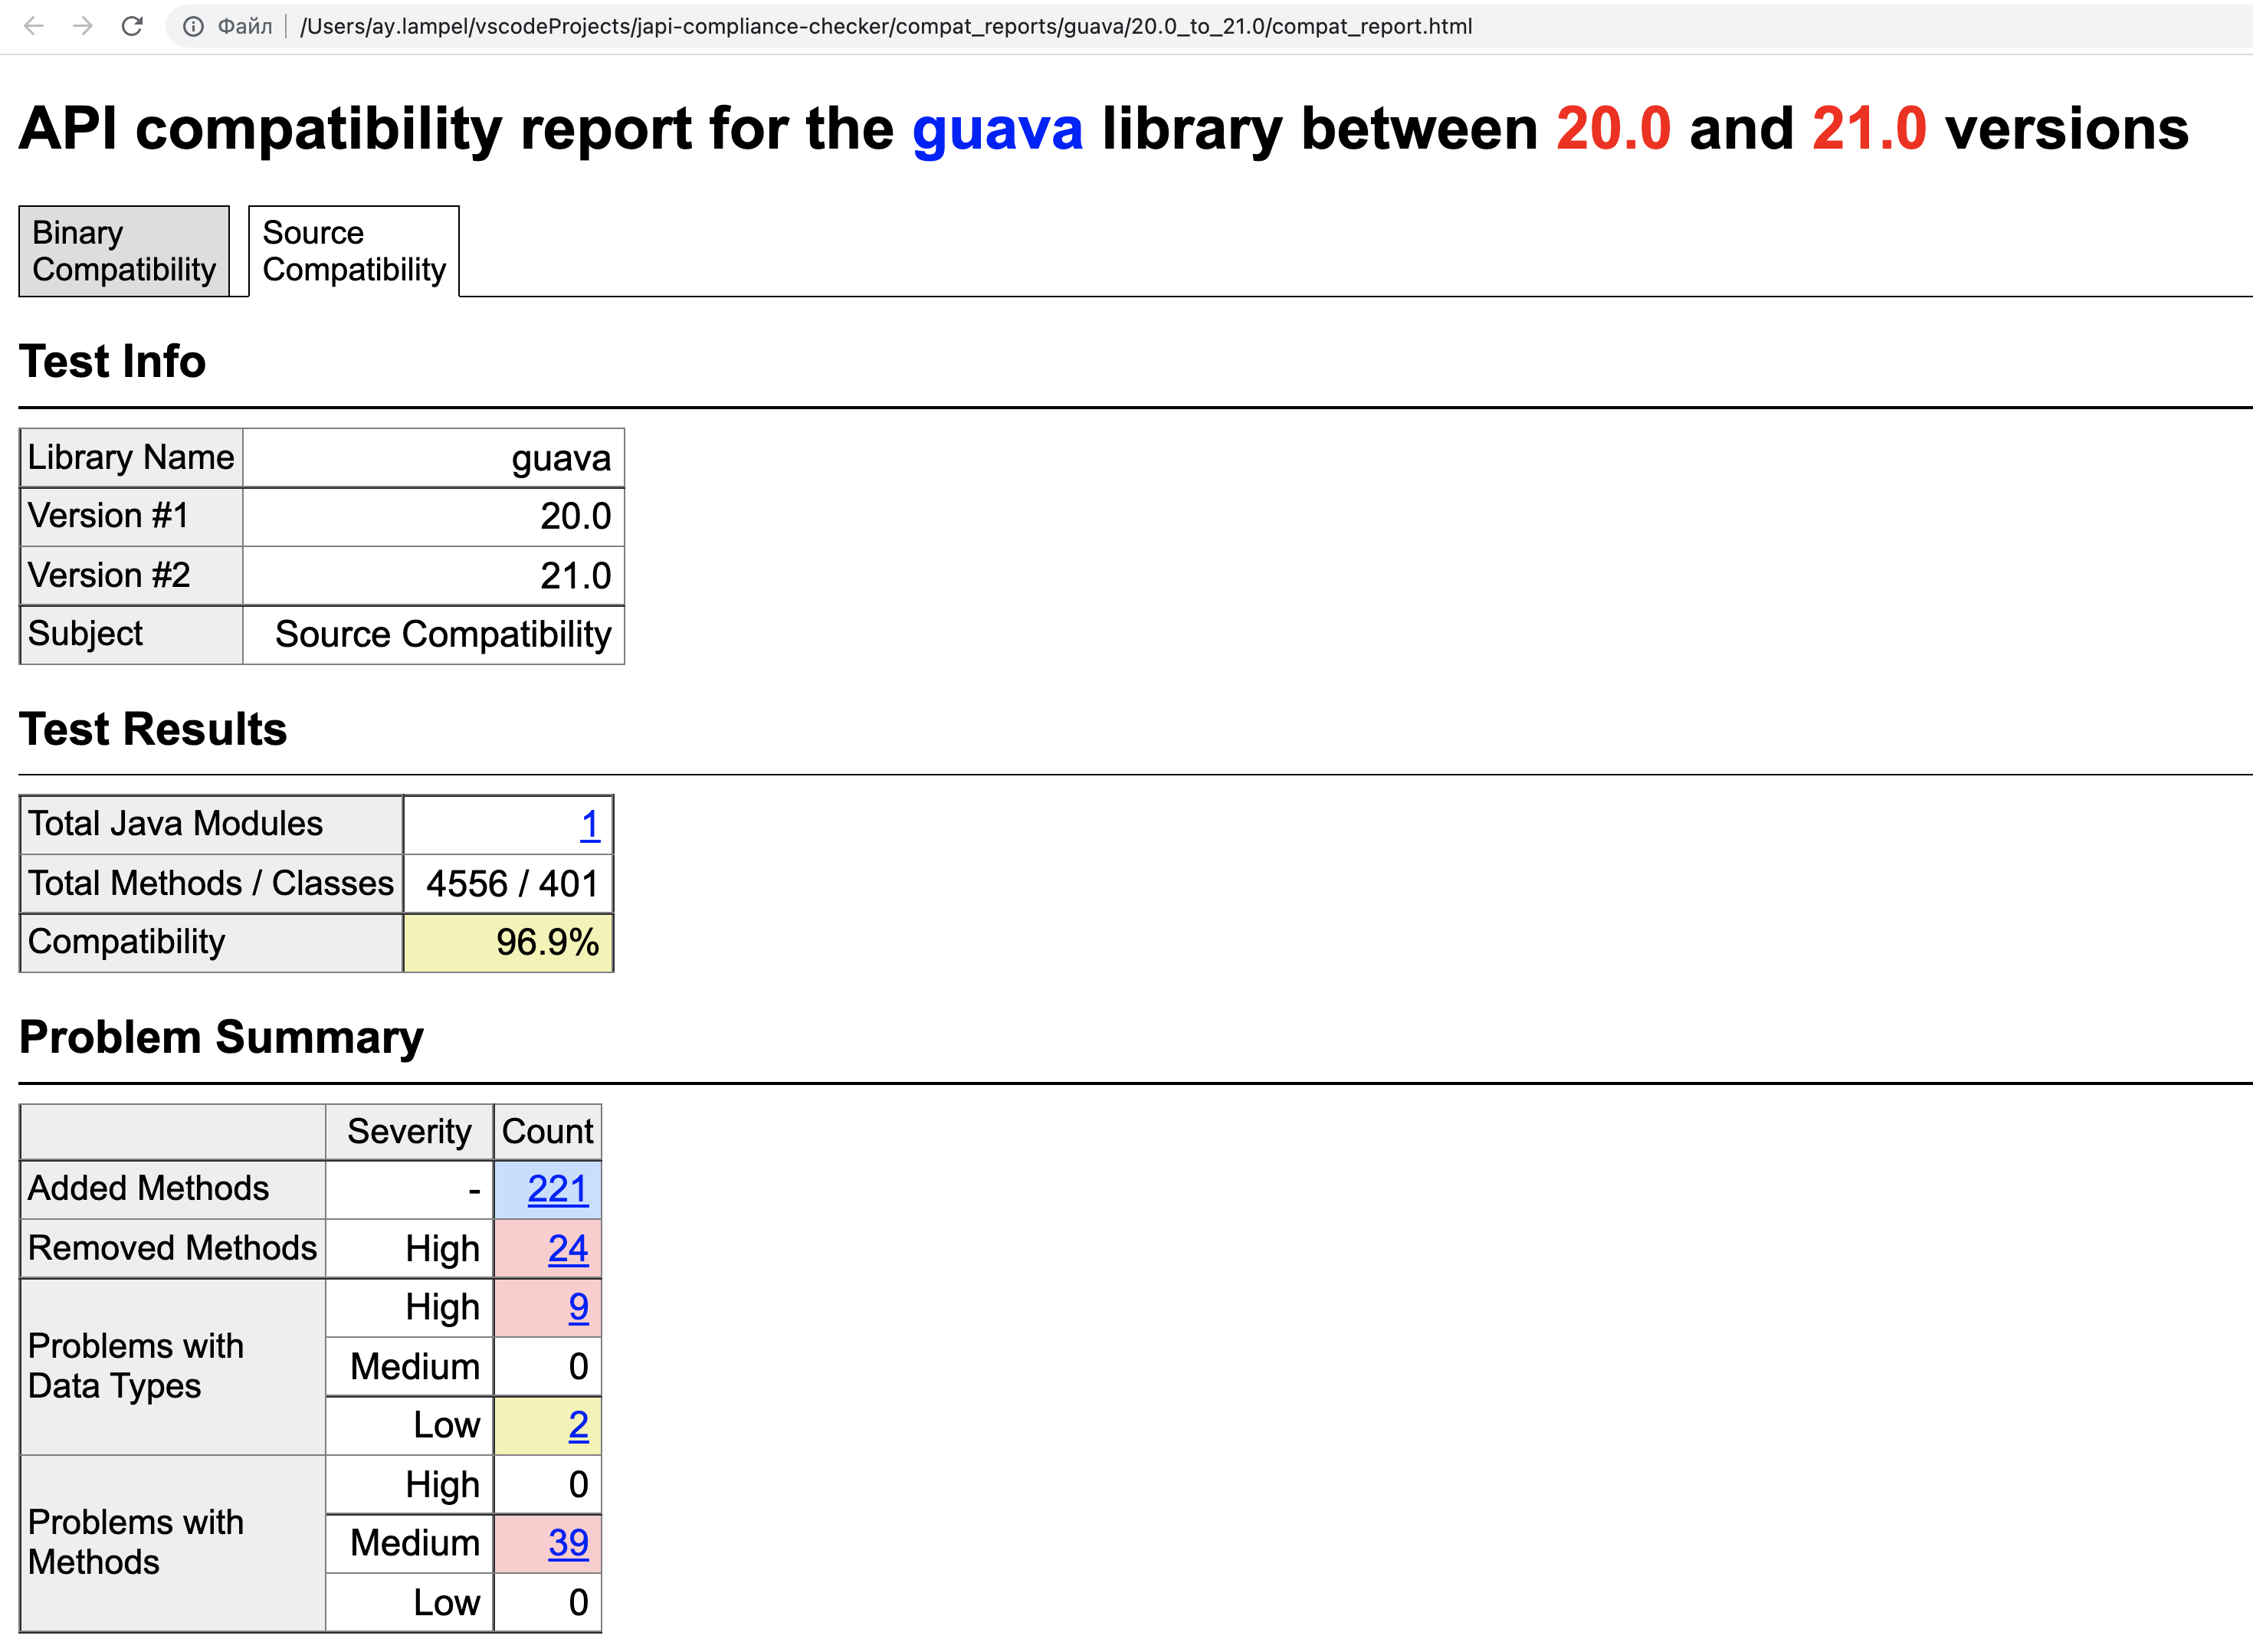 Файл /Users/ay.lampel/vscodeProjects/japi-compliance-checker/compat_reports/guava/20.0_to_21.0/compat_report.html
API compatibility report for the guava library between 20.0 and 21.0 versions
Binary
Compatibility
Source
Compatibility
Test Info
Library Name guava
Version #1 20.0
Version #2 21.0
Subject Source Compatibility
Test Results
Total Java Modules 1
Total Methods / Classes 4556 / 401
Compatibility 96.9%
Problem Summary
Severity Count
Added Methods - 221
Removed Methods High 24
Problems with
Data Types
High 9
Medium 0
Low 2
Problems with
Methods
High 0
Medium 39
Low 0